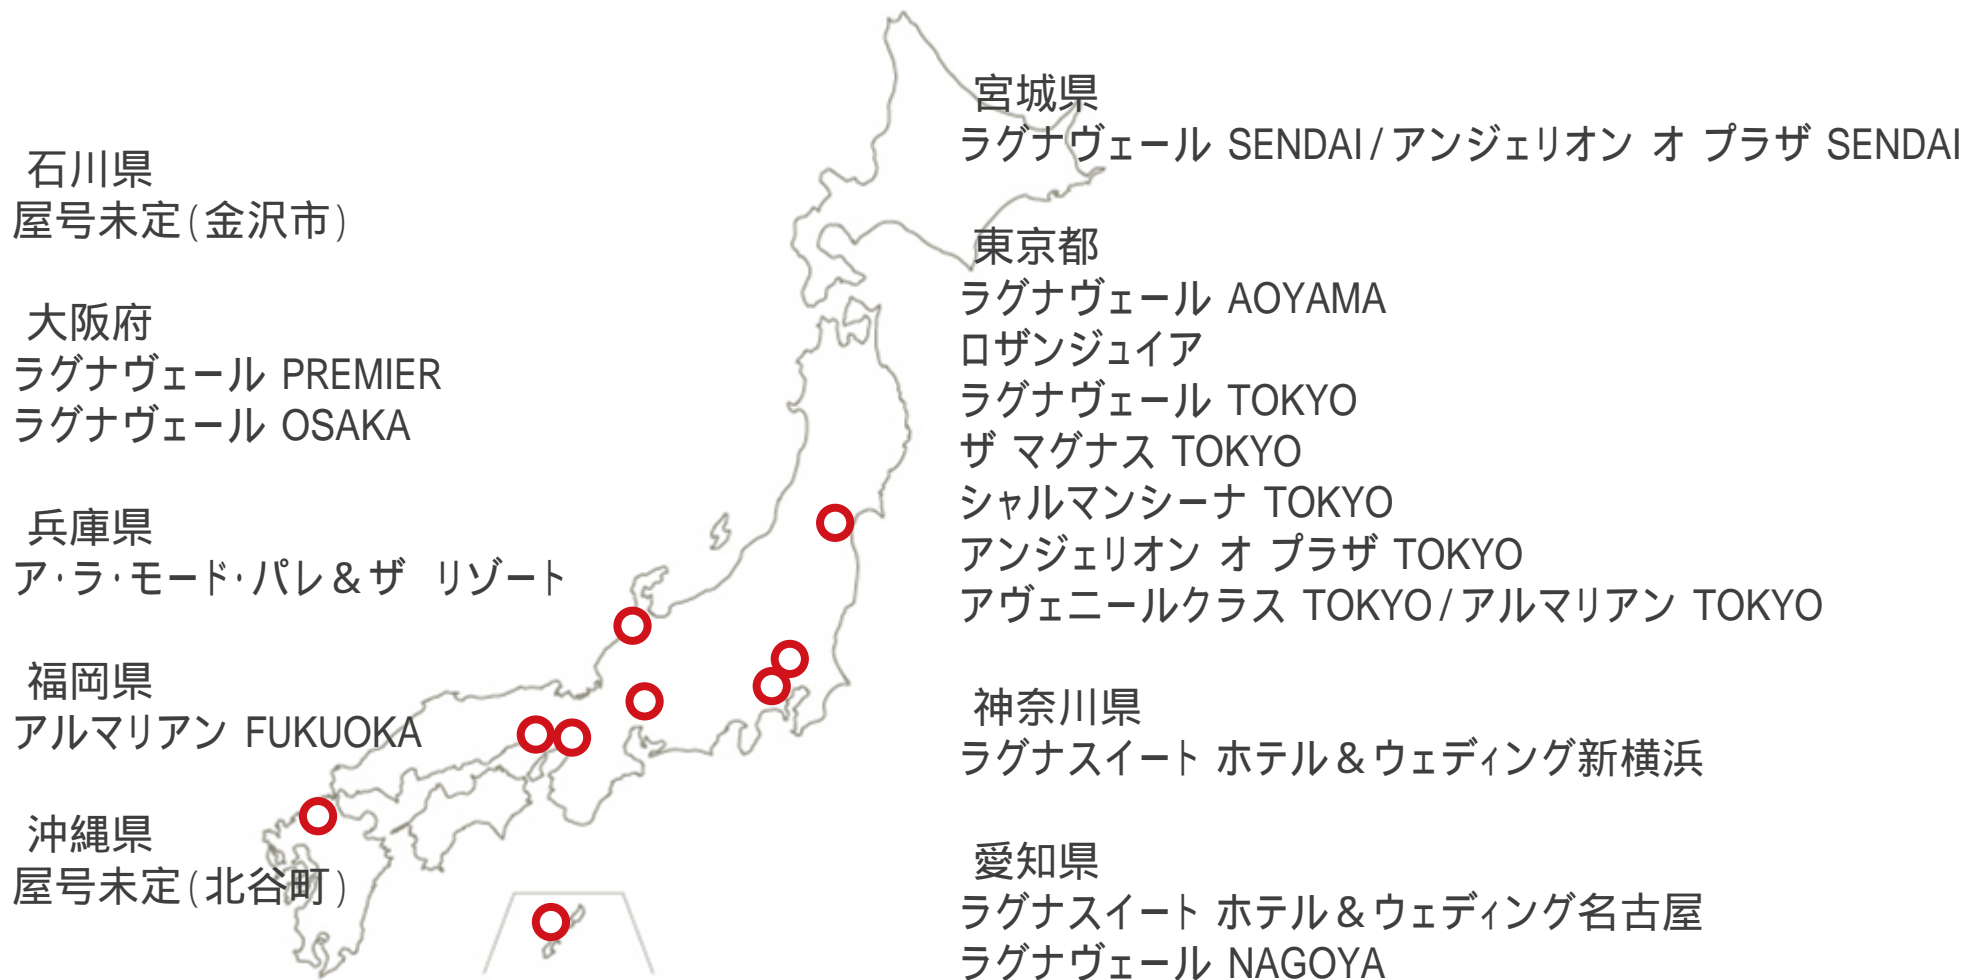 石川県
屋号未定(金沢市)
大阪府
ラグナヴェール PREMIER
ラグナヴェール OSAKA
兵庫県
ア・ラ・モード・パレ&ザ リゾート
福岡県
アルマリアン FUKUOKA
沖縄県
屋号未定(北谷町)
宮城県
ラグナヴェール SENDAI/アンジェリオン オ プラザ SENDAI
東京都
ラグナヴェール AOYAMA
ロザンジュイア
ラグナヴェール TOKYO
ザ マグナス TOKYO
シャルマンシーナ TOKYO
アンジェリオン オ プラザ TOKYO
アヴェニールクラス TOKYO/アルマリアン TOKYO
神奈川県
ラグナスイート ホテル&ウェディング新横浜
愛知県
ラグナスイート ホテル&ウェディング名古屋
ラグナヴェール NAGOYA